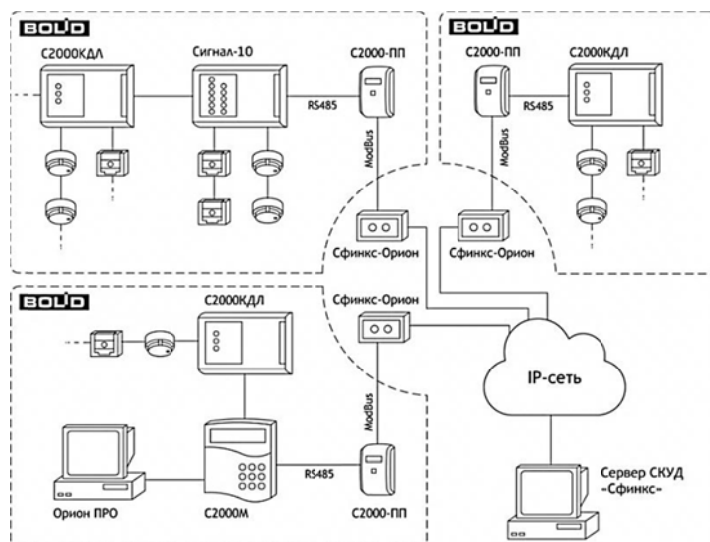 BOLID
С2000КДЛ
Сигнал-10
С2000-ПП
RS485
ModBus
Сфинкс-Орион
BOLID
С2000-ПП
С2000КДЛ
RS485
ModBus
Сфинкс-Орион
BOLID
С2000КДЛ
Сфинкс-Орион
ModBus
RS485
Орион ПРО
С2000М
С2000-ПП
IP-сеть
Сервер СКУД
«Сфинкс»